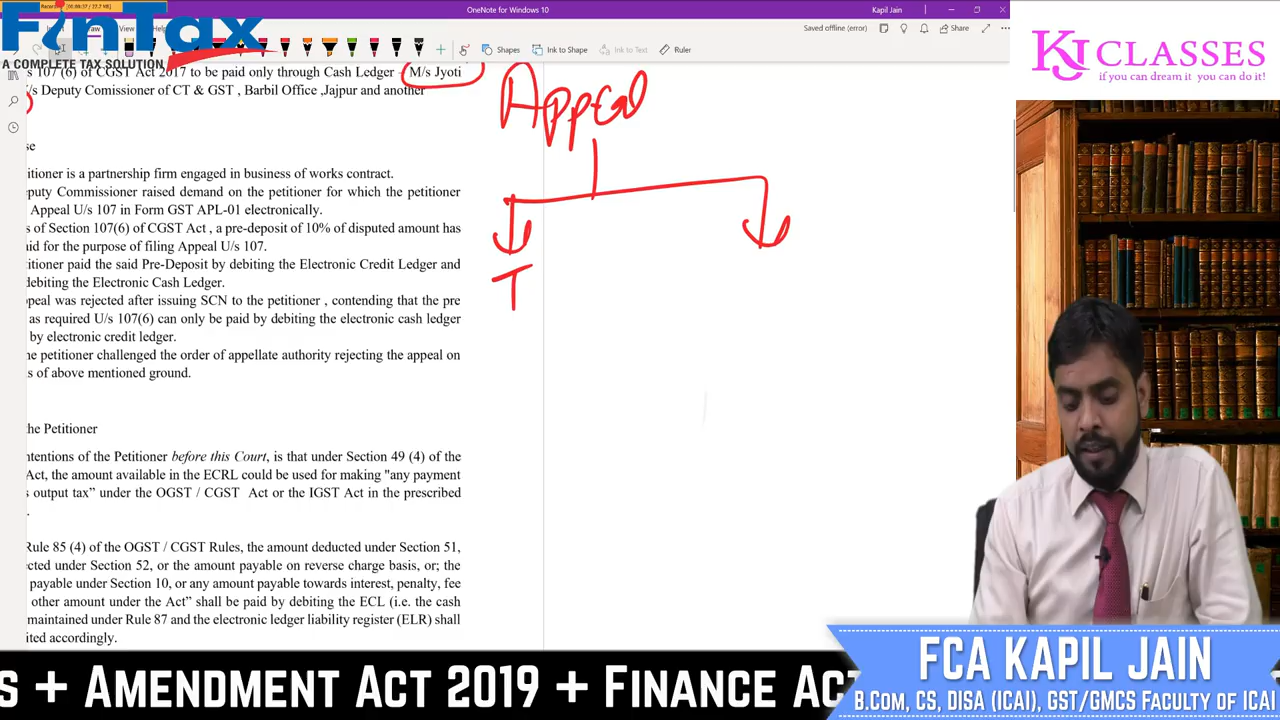 OneNote for Windows 10
Kapil Jain
Saved offline (error)
Share
FinTax
A COMPLETE TAX SOLUTION
Draw
Shapes
Ink to Shape
Ink to Text
Ruler
s 107(6) of CGST Act 2017 to be paid only through Cash Ledger – M/s Jyoti
/s Deputy Comissioner of CT & GST , Barbil Office ,Jajpur and another
se
titioner is a partnership firm engaged in business of works contract.
eputy Commissioner raised demand on the petitioner for which the petitioner
Appeal U/s 107 in Form GST APL-01 electronically.
s of Section 107(6) of CGST Act , a pre-deposit of 10% of disputed amount has
aid for the purpose of filing Appeal U/s 107.
titioner paid the said Pre-Deposit by debiting the Electronic Credit Ledger and
debiting the Electronic Cash Ledger.
ppeal was rejected after issuing SCN to the petitioner , contending that the pre
as required U/s 107(6) can only be paid by debiting the electronic cash ledger
by electronic credit ledger.
he petitioner challenged the order of appellate authority rejecting the appeal on
s of above mentioned ground.
the Petitioner
ntentions of the Petitioner before this Court, is that under Section 49 (4) of the
Act, the amount available in the ECRL could be used for making "any payment
s output tax” under the OGST / CGST Act or the IGST Act in the prescribed
.
Rule 85 (4) of the OGST / CGST Rules, the amount deducted under Section 51,
ected under Section 52, or the amount payable on reverse charge basis, or; the
payable under Section 10, or any amount payable towards interest, penalty, fee
other amount under the Act” shall be paid by debiting the ECL (i.e. the cash
maintained under Rule 87 and the electronic ledger liability register (ELR) shall
ited accordingly.
Appeal
T
KJ CLASSES
if you can dream it you can do it!
FCA KAPIL JAIN
B.COM, CS, DISA (ICAI), GST/GMCS FACULTY OF ICAI
S + AMENDMENT ACT 2019 + FINANCE AC